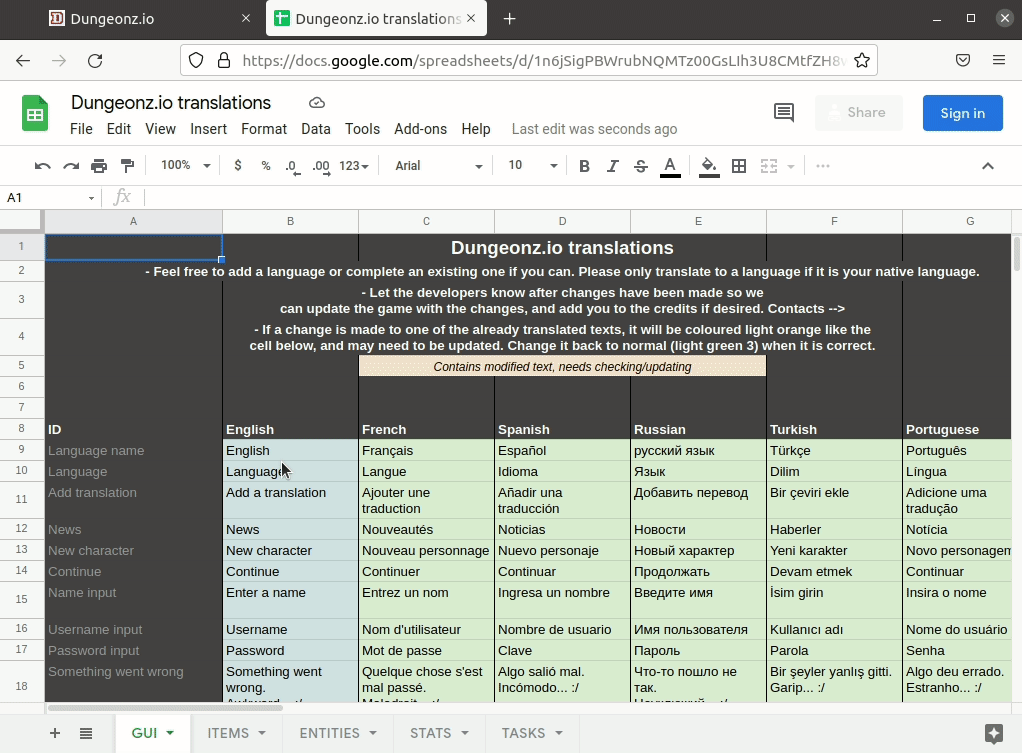 Dungeonz.io
Dungeonz.io translations
https://docs.google.com/spreadsheets/d/1n6jSigPBWrubNQMTz00GsLIh3U8CMtfZH8
Dungeonz.io translations
Share
Sign in
File Edit View Insert Format Data Tools Add-ons Help Last edit was seconds ago
100% $ % .0 .00 123 Arial 10 B I S A
A1 fx
A B C D E F G
1 Dungeonz.io translations
2 - Feel free to add a language or complete an existing one if you can. Please only translate to a language if it is your native language.
3 - Let the developers know after changes have been made so we
can update the game with the changes, and add you to the credits if desired. Contacts -->
4 - If a change is made to one of the already translated texts, it will be coloured light orange like the
cell below, and may need to be updated. Change it back to normal (light green 3) when it is correct.
5 Contains modified text, needs checking/updating
6
7
8 ID English French Spanish Russian Turkish Portuguese
9 Language name English Français Español русский язык Türkçe Português
10 Language Language Langue Idioma Язык Dilim Língua
11 Add translation Add a translation Ajouter une Añadir una Добавить перевод Bir çeviri ekle Adicione uma
traduction traducción tradução
12 News News Nouveautés Noticias Новости Haberler Notícia
13 New character New character Nouveau personnage Nuevo personaje Новый характер Yeni karakter Novo personagem
14 Continue Continue Continuer Continuar Продолжать Devam etmek Continuar
15 Name input Enter a name Entrez un nom Ingresa un nombre Введите имя İsim girin Insira o nome
16 Username input Username Nom d'utilisateur Nombre de usuario Имя пользователя Kullanıcı adı Nome do usuário
17 Password input Password Mot de passe Clave Пароль Parola Senha
18 Something went wrong Something went Quelque chose s'est Algo salió mal. Что-то пошло не Bir şeyler yanlış gitti. Algo deu errado.
wrong. mal passé. Incómodo... :/ так. Garip... :/ Estranho... :/
GUI ITEMS ENTITIES STATS TASKS